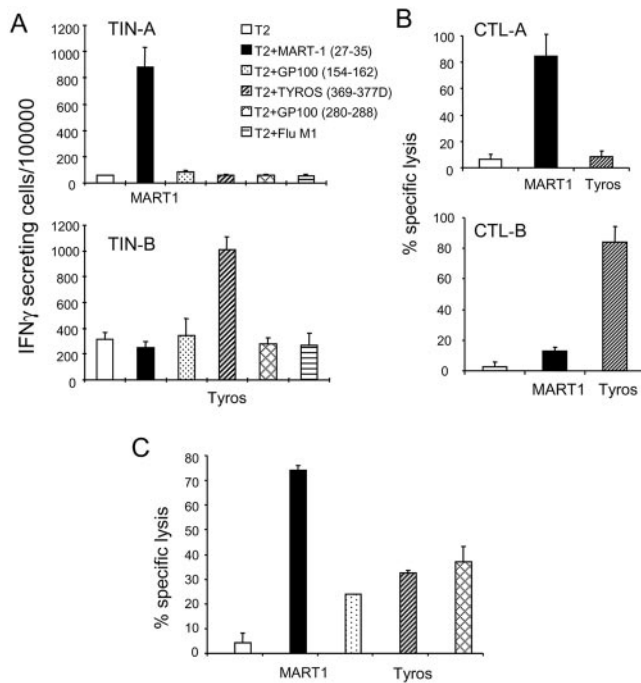 A
TIN-A
T2
T2+MART-1 (27-35)
T2+GP100 (154-162)
T2+TYROS (369-377D)
T2+GP100 (280-288)
T2+Flu M1
1200
1000
800
600
400
200
0
MART1
IFNγ secreting cells/100000
TIN-B
1200
1000
800
600
400
200
0
Tyros
B
CTL-A
100
80
60
40
20
0
MART1 Tyros
% specific lysis
CTL-B
100
80
60
40
20
0
MART1 Tyros
C
80
70
60
50
40
30
20
10
0
% specific lysis
MART1 Tyros